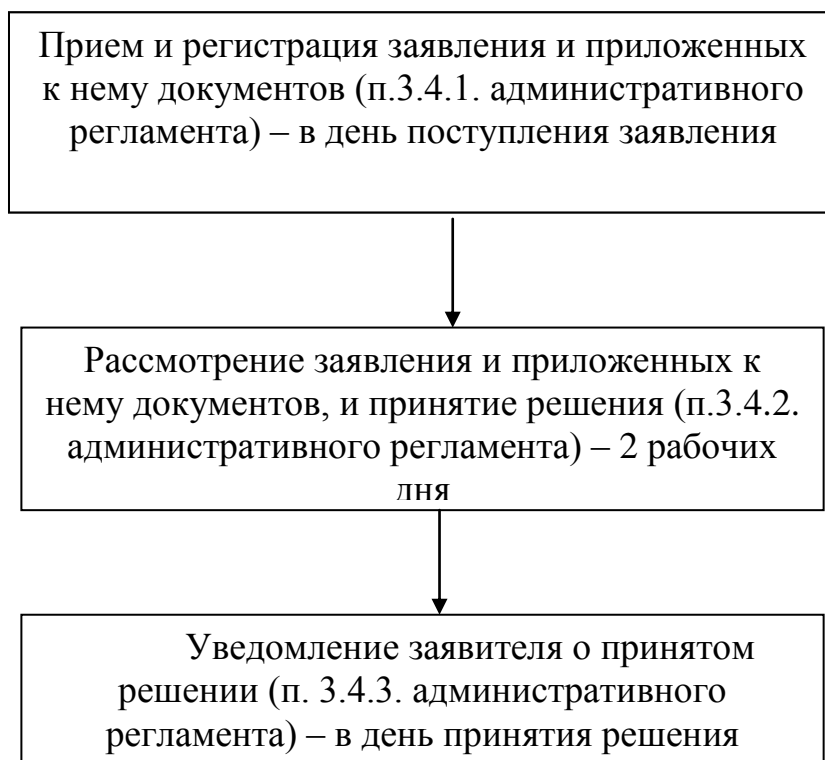 Прием и регистрация заявления и приложенных
к нему документов (п.3.4.1. административного
регламента) – в день поступления заявления
Рассмотрение заявления и приложенных к
нему документов, и принятие решения (п.3.4.2.
административного регламента) – 2 рабочих
дня
Уведомление заявителя о принятом
решении (п. 3.4.3. административного
регламента) – в день принятия решения